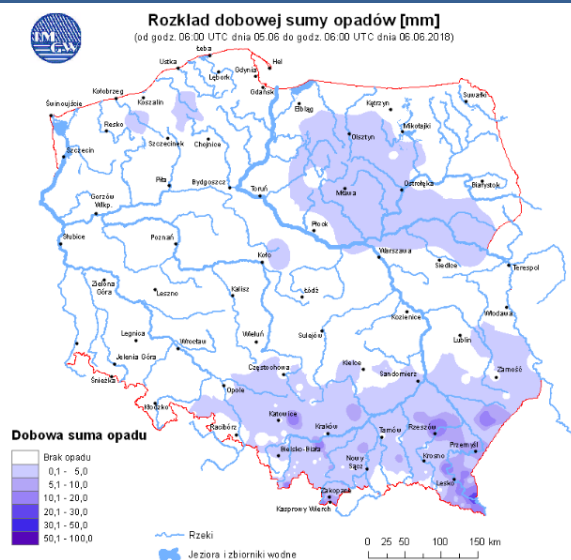 IM
GW
Rozkład dobowej sumy opadów [mm]
(od godz. 06:00 UTC dnia 05.06 do godz. 06:00 UTC dnia 06.06.2018)
Łeba
Ustka
Hel
Lębork
Gdynia
Gdańsk
Kołobrzeg
Koszalin
Świnoujście
Resko
Elbląg
Kętrzyn
Suwałki
Mikołajki
Olsztyn
Szczecin
Szczecinek
Chojnice
Piła
Bydgoszcz
Toruń
Mława
Ostrołęka
Białystok
Gorzów
Wlkp.
Płock
Słubice
Poznań
Koło
Warszawa
Siedlce
Terespol
Zielona
Góra
Leszno
Kalisz
Łódź
Kozienice
Włodawa
Legnica
Wrocław
Wieluń
Sulejów
Lublin
Jelenia Góra
Śnieżka
Częstochowa
Kielce
Zamość
Sandomierz
Opole
Kłodzko
Racibórz
Katowice
Kraków
Tarnów
Rzeszów
Przemyśl
Bielsko-Biała
Nowy
Sącz
Krosno
Lesko
Zakopane
Kasprowy Wierch
Dobowa suma opadu
Brak opadu
0,1 - 5,0
5,1 - 10,0
10,1 - 20,0
20,1 - 30,0
30,1 - 50,0
50,1 - 100,0
Rzeki
Jeziora i zbiorniki wodne
0 25 50 100 150 km